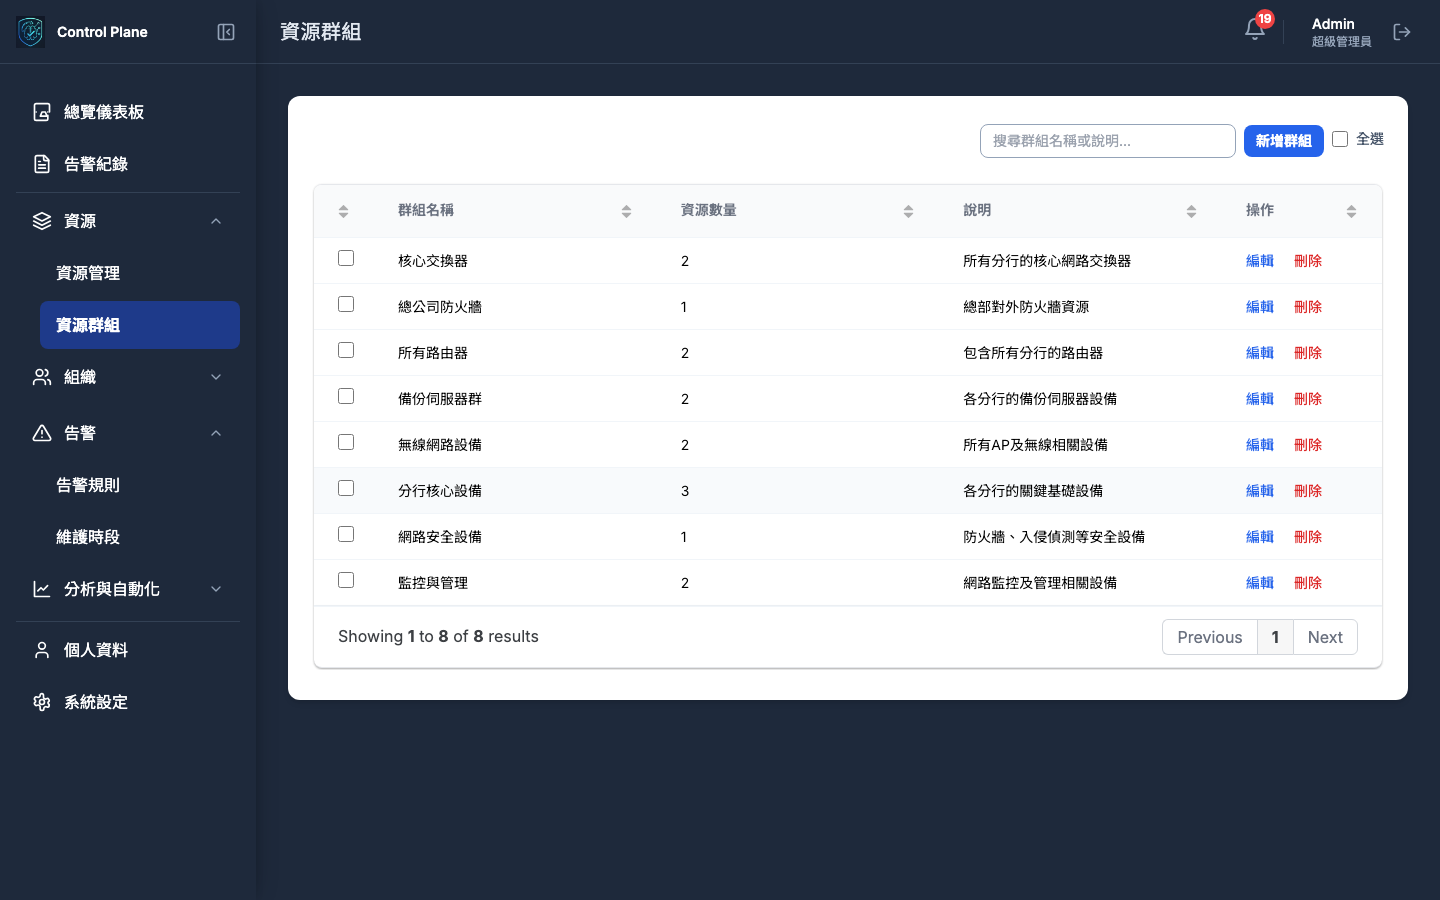 Control Plane
資源群組
19
Admin
超級管理員
總覽儀表板
告警紀錄
資源
資源管理
資源群組
組織
告警
告警規則
維護時段
分析與自動化
個人資料
系統設定
搜尋群組名稱或說明...
新增群組
全選
群組名稱 資源數量 說明 操作
核心交換器 2 所有分行的核心網路交換器 編輯 刪除
總公司防火牆 1 總部對外防火牆資源 編輯 刪除
所有路由器 2 包含所有分行的路由器 編輯 刪除
備份伺服器群 2 各分行的備份伺服器設備 編輯 刪除
無線網路設備 2 所有AP及無線相關設備 編輯 刪除
分行核心設備 3 各分行的關鍵基礎設備 編輯 刪除
網路安全設備 1 防火牆、入侵偵測等安全設備 編輯 刪除
監控與管理 2 網路監控及管理相關設備 編輯 刪除
Showing 1 to 8 of 8 results
Previous 1 Next